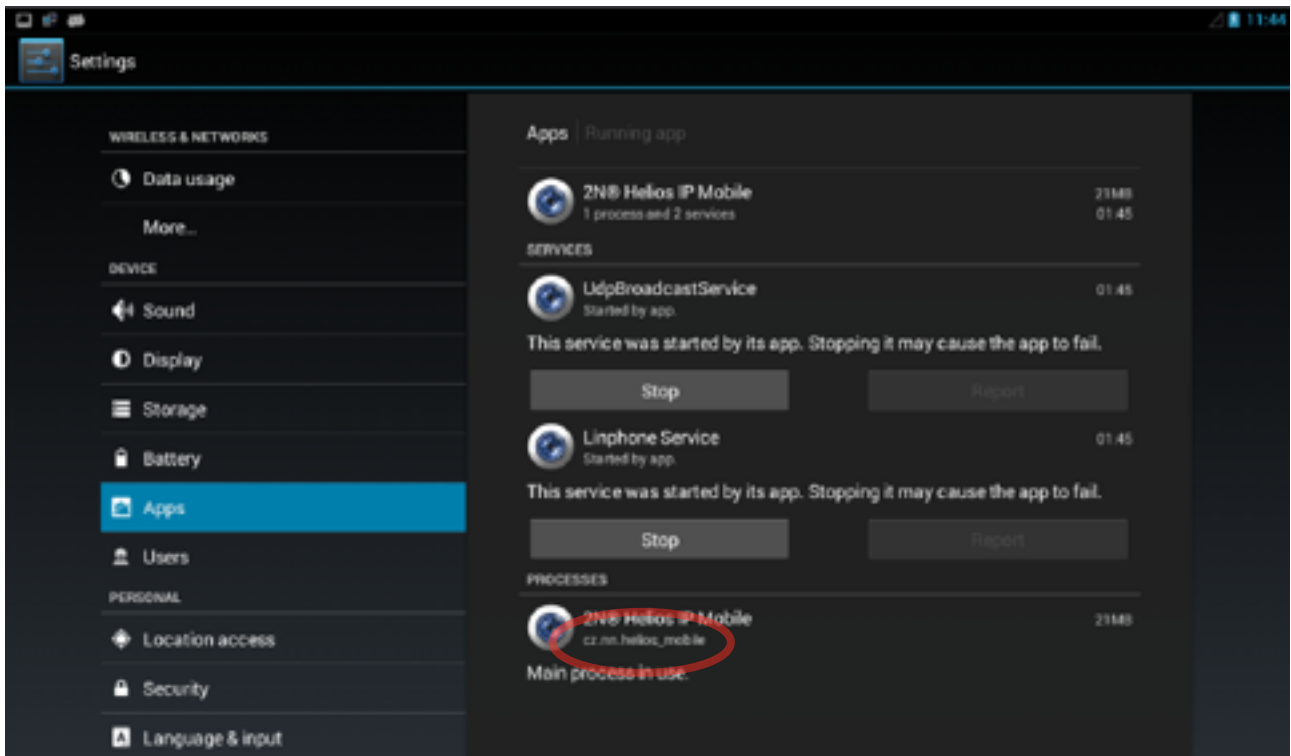 11:44
Settings
WIRELESS & NETWORKS
Data usage
More...
DEVICE
Sound
Display
Storage
Battery
Apps
Users
PERSONAL
Location access
Security
Language & input
Apps | Running app
2N® Helios IP Mobile 21MB
1 process and 2 services 01:45
SERVICES
UdpBroadcastService 01:45
Started by app.
This service was started by its app. Stopping it may cause the app to fail.
Stop Report
Linphone Service 01:45
Started by app.
This service was started by its app. Stopping it may cause the app to fail.
Stop Report
PROCESSES
2N® Helios IP Mobile 21MB
cz.nn.helios_mobile
Main process in use.